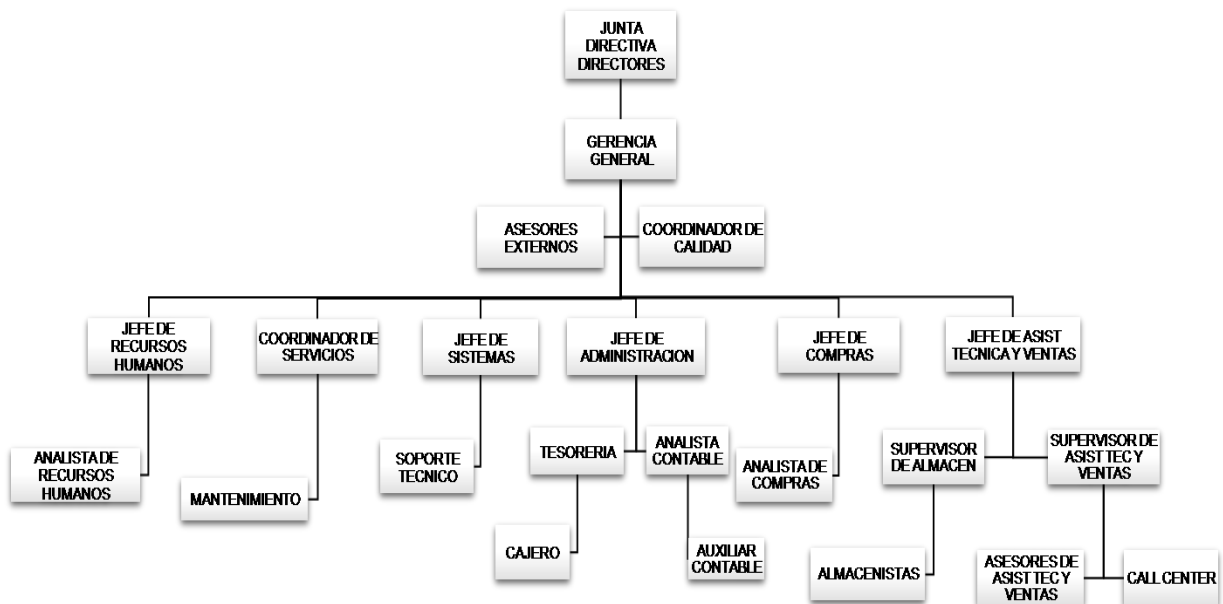 JUNTA
DIRECTIVA
DIRECTORES
GERENCIA
GENERAL
ASESORES
EXTERNOS
COORDINADOR DE
CALIDAD
JEFE DE
RECURSOS
HUMANOS
COORDINADOR DE
SERVICIOS
JEFE DE
SISTEMAS
JEFE DE
ADMINISTRACION
JEFE DE
COMPRAS
JEFE DE ASIST
TECNICA Y VENTAS
ANALISTA DE
RECURSOS
HUMANOS
MANTENIMIENTO
SOPORTE
TECNICO
TESORERIA
ANALISTA
CONTABLE
ANALISTA DE
COMPRAS
SUPERVISOR
DE ALMACEN
SUPERVISOR DE
ASIST TEC Y
VENTAS
CAJERO
AUXILIAR
CONTABLE
ALMACENISTAS
ASESORES DE
ASIST TEC Y
VENTAS
CALL CENTER